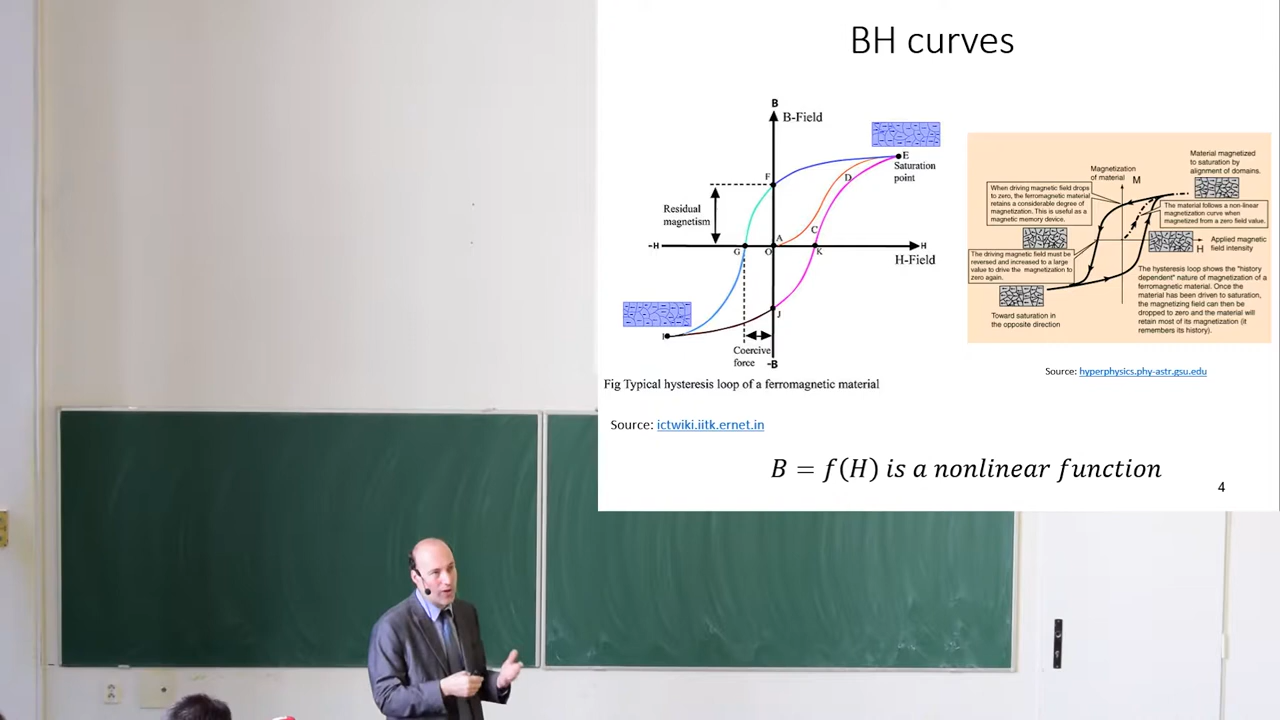 BH curves
B
B-Field
E
Saturation
point
F
D
Residual
magnetism
A
C
-H
H
G
O
K
H-Field
J
I
Coercive
force
-B
Fig Typical hysteresis loop of a ferromagnetic material
Source: ictwiki.iitk.ernet.in
Magnetization
of material
M
Material magnetized
to saturation by
alignment of domains.
When driving magnetic field drops
to zero, the ferromagnetic material
retains a considerable degree of
magnetization. This is useful as a
magnetic memory device.
The material follows a non-linear
magnetization curve when
magnetized from a zero field value.
Applied magnetic
H
field intensity
The driving magnetic field must be
reversed and increased to a large
value to drive the magnetization to
zero again.
The hysteresis loop shows the "history
dependent" nature of magnetization of a
ferromagnetic material. Once the
material has been driven to saturation,
the magnetizing field can then be
dropped to zero and the material will
retain most of its magnetization (it
remembers its history).
Toward saturation in
the opposite direction
Source: hyperphysics.phy-astr.gsu.edu
B = f(H) is a nonlinear function
4